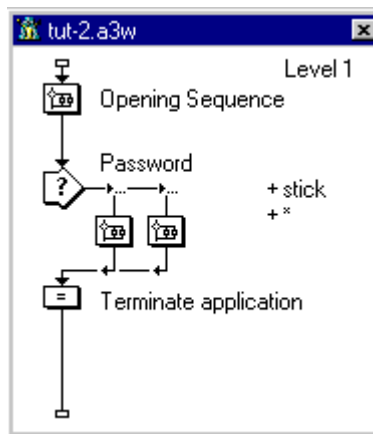 tut-2.a3w
Level 1
Opening Sequence
Password
?
...
...
+ stick
+ *
=
Terminate application